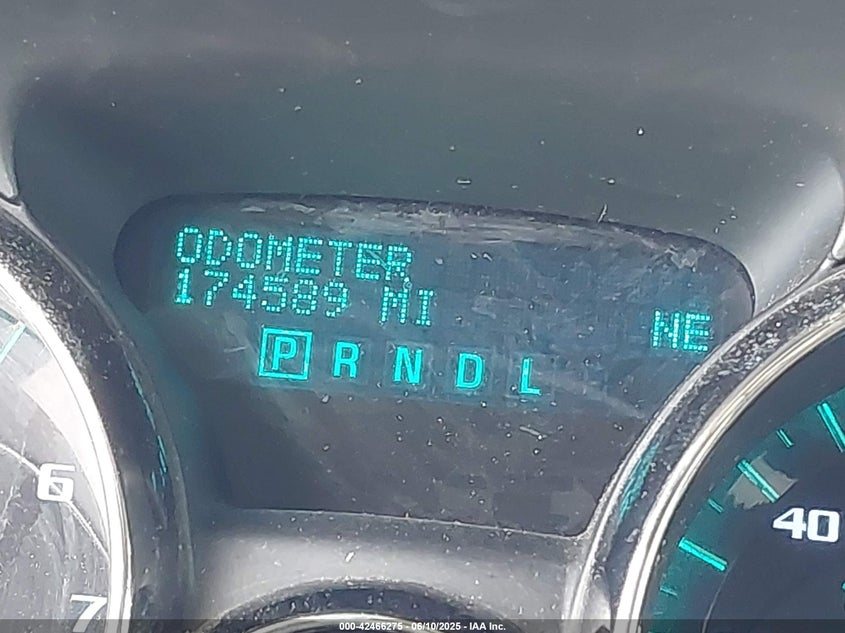 ODOMETER
174589 MI
NE
P R N D L
6
7
40
000-42466275 - 06/10/2025 - IAA Inc.